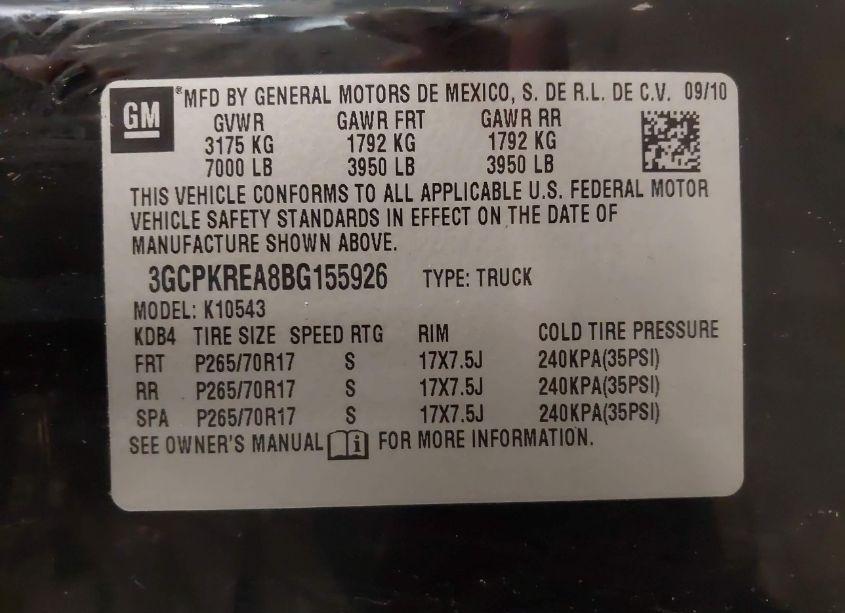 GM ®MFD BY GENERAL MOTORS DE MEXICO, S. DE R.L. DE C.V. 09/10
GVWR GAWR FRT GAWR RR
3175 KG 1792 KG 1792 KG
7000 LB 3950 LB 3950 LB
THIS VEHICLE CONFORMS TO ALL APPLICABLE U.S. FEDERAL MOTOR
VEHICLE SAFETY STANDARDS IN EFFECT ON THE DATE OF
MANUFACTURE SHOWN ABOVE.
3GCPKREA8BG155926 TYPE: TRUCK
MODEL: K10543
KDB4 TIRE SIZE SPEED RTG RIM COLD TIRE PRESSURE
FRT P265/70R17 S 17X7.5J 240KPA(35PSI)
RR P265/70R17 S 17X7.5J 240KPA(35PSI)
SPA P265/70R17 S 17X7.5J 240KPA(35PSI)
SEE OWNER'S MANUAL i FOR MORE INFORMATION.